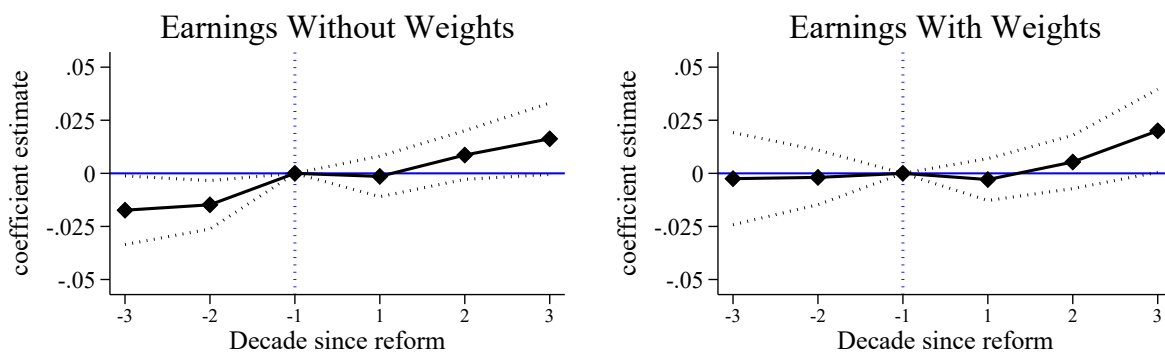 Earnings Without Weights
.05
.025
0
-.025
-.05
coefficient estimate
-3 -2 -1 1 2 3
Decade since reform
Earnings With Weights
.05
.025
0
-.025
-.05
coefficient estimate
-3 -2 -1 1 2 3
Decade since reform